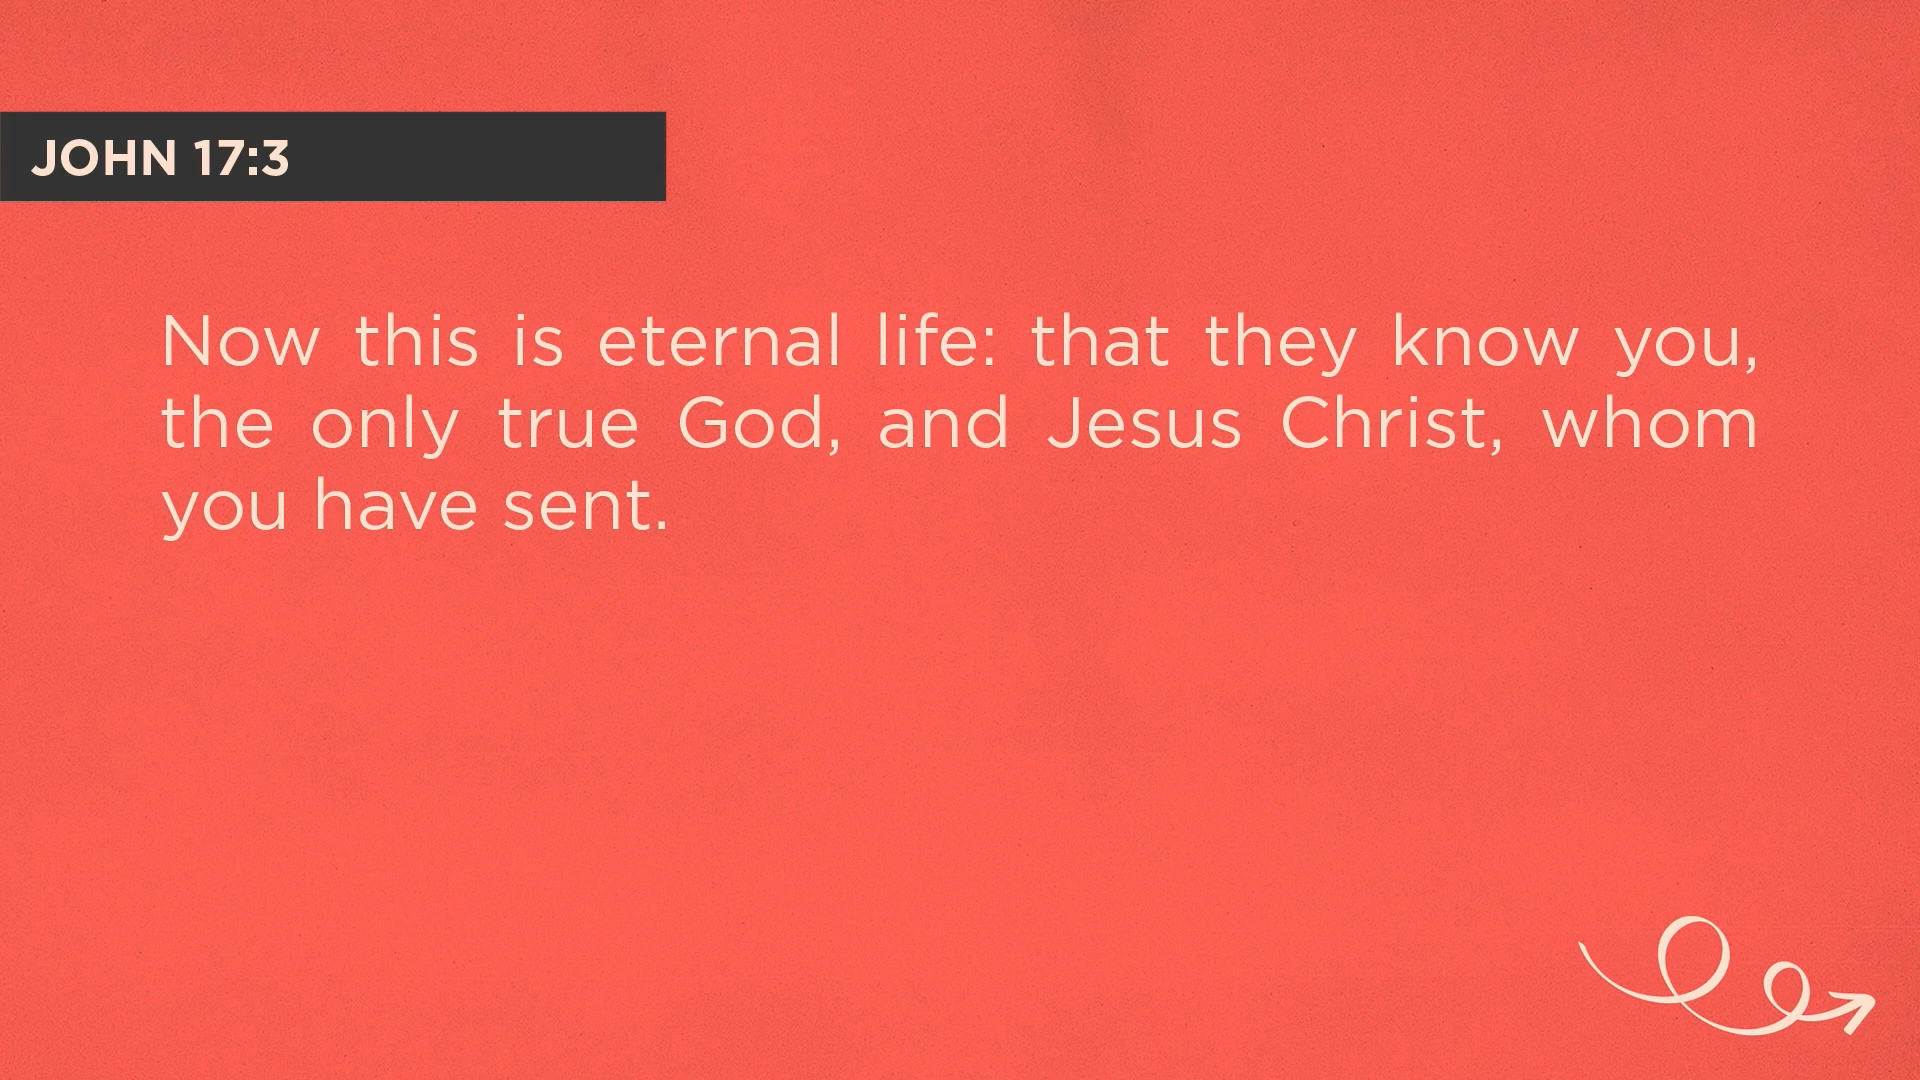 JOHN 17:3
Now this is eternal life: that they know you,
the only true God, and Jesus Christ, whom
you have sent.